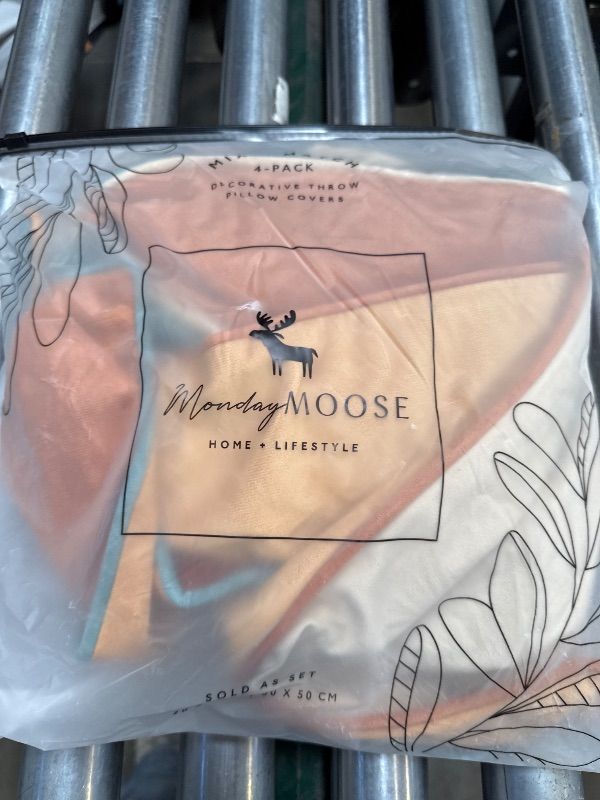 4-PACK
DECORATIVE THROW
PILLOW COVERS
MondayMOOSE
HOME + LIFESTYLE
SOLD AS SET
X 50 CM